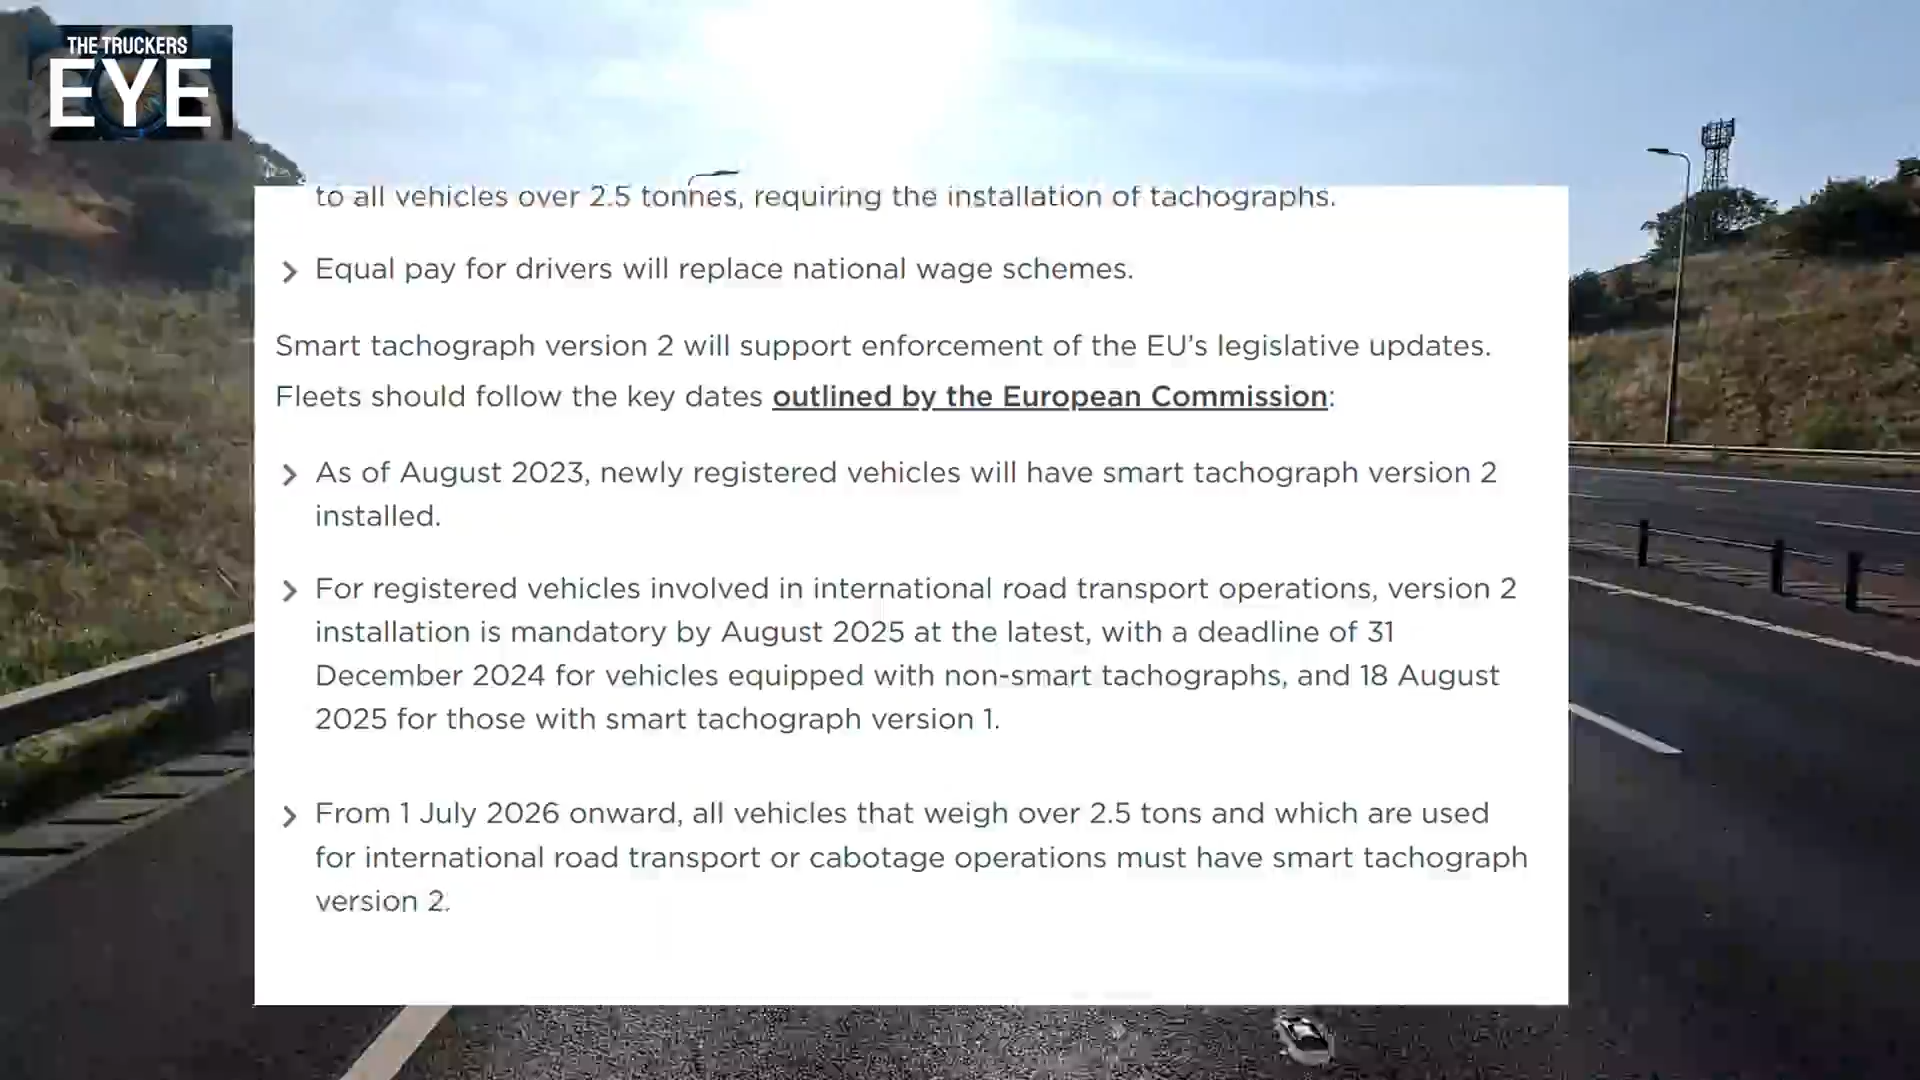 THE TRUCKERS
EYE
to all vehicles over 2.5 tonnes, requiring the installation of tachographs.
Equal pay for drivers will replace national wage schemes.
Smart tachograph version 2 will support enforcement of the EU’s legislative updates.
Fleets should follow the key dates outlined by the European Commission:
As of August 2023, newly registered vehicles will have smart tachograph version 2
installed.
For registered vehicles involved in international road transport operations, version 2
installation is mandatory by August 2025 at the latest, with a deadline of 31
December 2024 for vehicles equipped with non-smart tachographs, and 18 August
2025 for those with smart tachograph version 1.
From 1 July 2026 onward, all vehicles that weigh over 2.5 tons and which are used
for international road transport or cabotage operations must have smart tachograph
version 2.